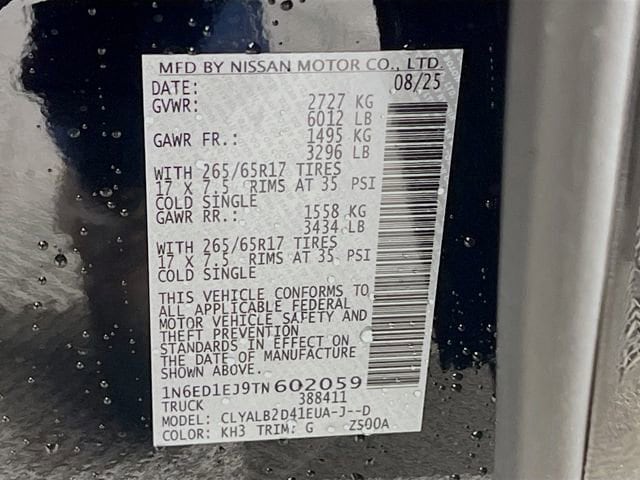 MFD BY NISSAN MOTOR CO., LTD.
DATE: 08/25
GVWR: 2727 KG
6012 LB
GAWR FR.: 1495 KG
3296 LB
WITH 265/65R17 TIRES
17 X 7.5 RIMS AT 35 PSI
COLD SINGLE
GAWR RR.: 1558 KG
3434 LB
WITH 265/65R17 TIRES
17 X 7.5 RIMS AT 35 PSI
COLD SINGLE
THIS VEHICLE CONFORMS TO
ALL APPLICABLE FEDERAL
MOTOR VEHICLE SAFETY AND
THEFT PREVENTION
STANDARDS IN EFFECT ON
THE DATE OF MANUFACTURE
SHOWN ABOVE.
1N6ED1EJ9TN602059
TRUCK 388411
MODEL: CLYALB2D41EUA-J--D
COLOR: KH3 TRIM: G ZS00A